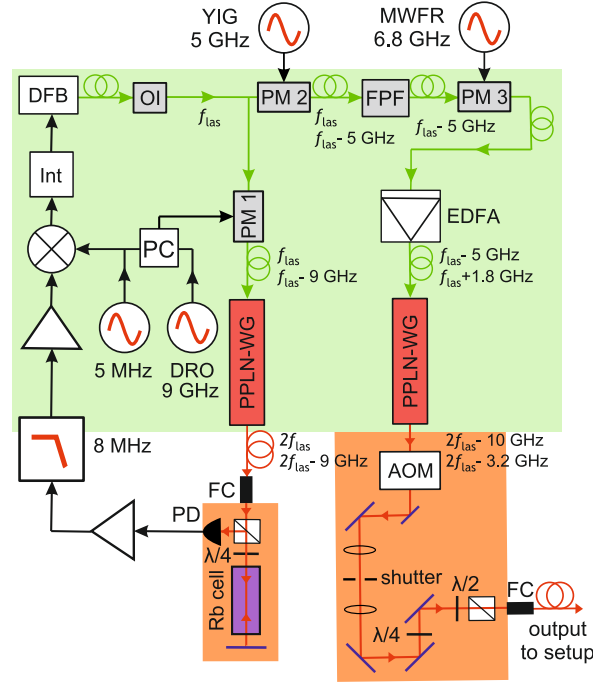 YIG
5 GHz
MWFR
6.8 GHz
DFB
OI
PM 2
FPF
PM 3
f_las
f_las
f_las- 5 GHz
f_las- 5 GHz
Int
PM 1
EDFA
PC
f_las
f_las- 9 GHz
f_las- 5 GHz
f_las+1.8 GHz
5 MHz
DRO
9 GHz
PPLN-WG
PPLN-WG
8 MHz
2f_las
2f_las- 9 GHz
2f_las- 10 GHz
2f_las- 3.2 GHz
AOM
FC
PD
λ/4
Rb cell
shutter
λ/2
FC
λ/4
output
to setup